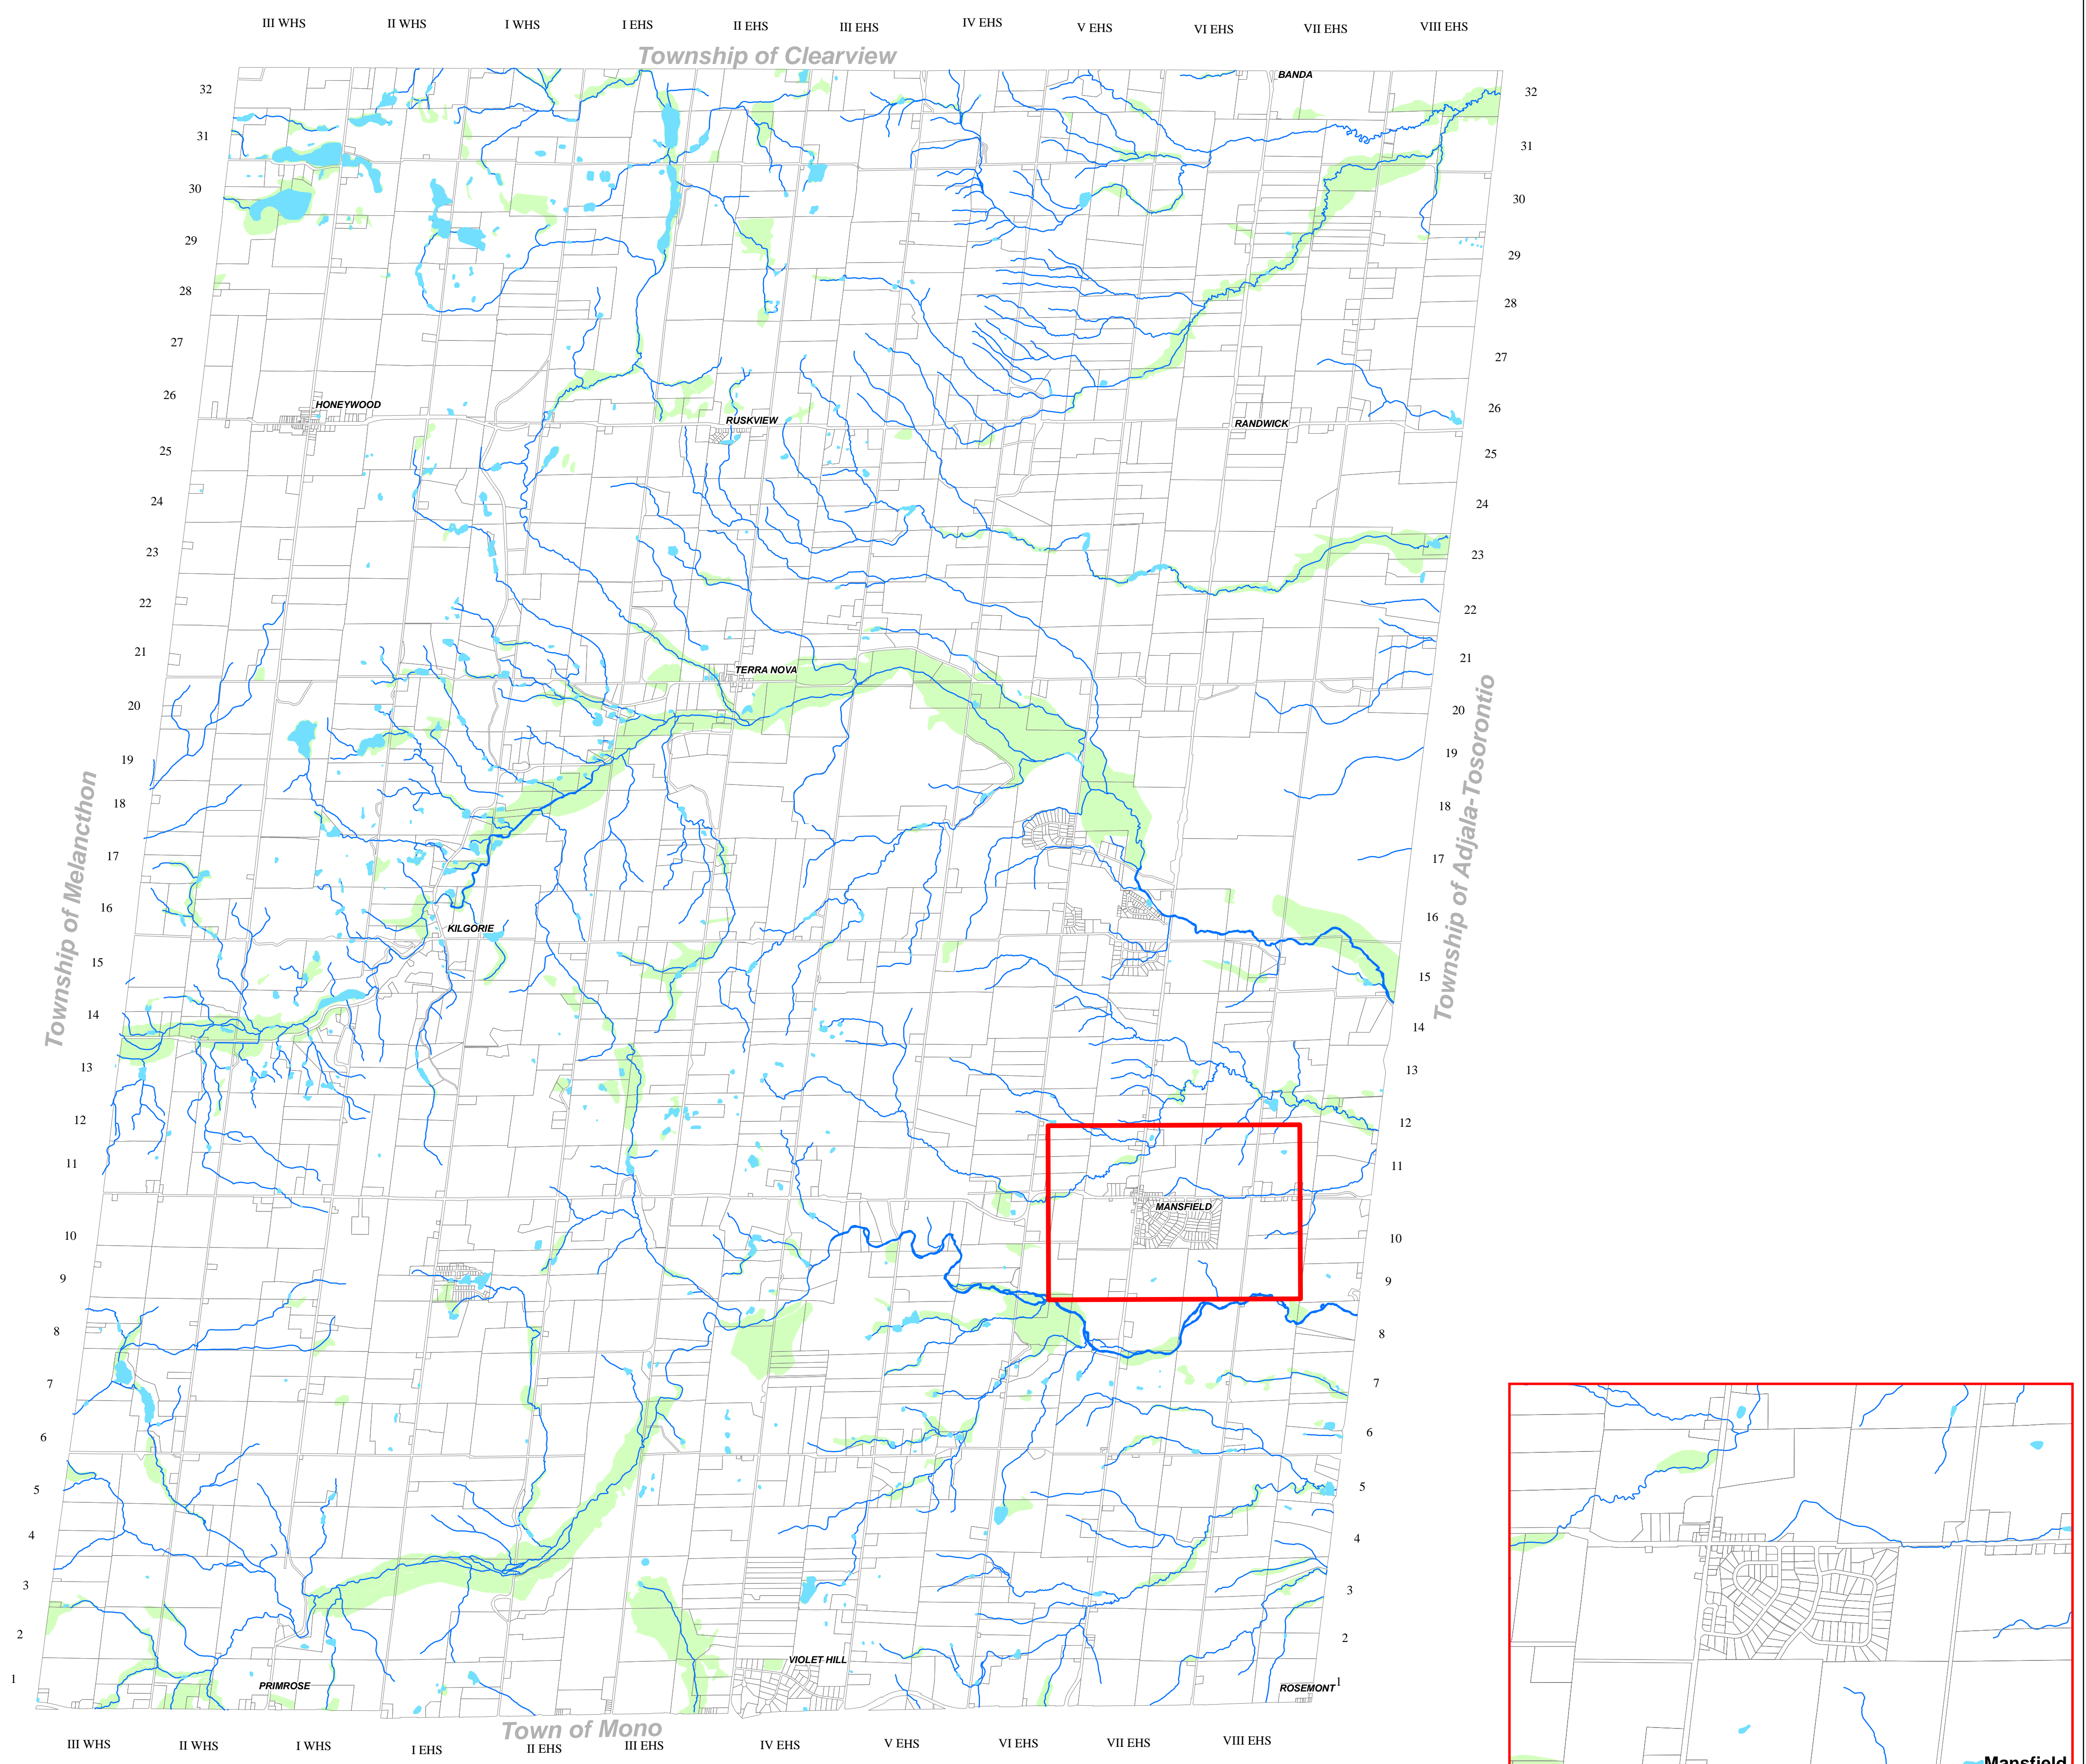 III WHS II WHS I WHS I EHS II EHS III EHS IV EHS V EHS VI EHS VII EHS VIII EHS
Township of Clearview
BANDA
32 32
31 31
30 30
29 29
28 28
27 27
26 26
HONEYWOOD RUSKVIEW RANDWICK
25 25
24 24
23 23
22 22
21 21
TERRA NOVA
20 20
19 19
18 18
17 17
16 16
KILGORIE
15 15
14 14
13 13
12 12
11 11
MANSFIELD
10 10
9 9
8 8
7 7
6 6
5 5
4 4
3 3
2 2
1 1
Township of Melancthon
Township of Adjala-Tosorontio
VIOLET HILL
PRIMROSE
ROSEMONT
Town of Mono
III WHS II WHS I WHS I EHS II EHS III EHS IV EHS V EHS VI EHS VII EHS VIII EHS
Mansfield